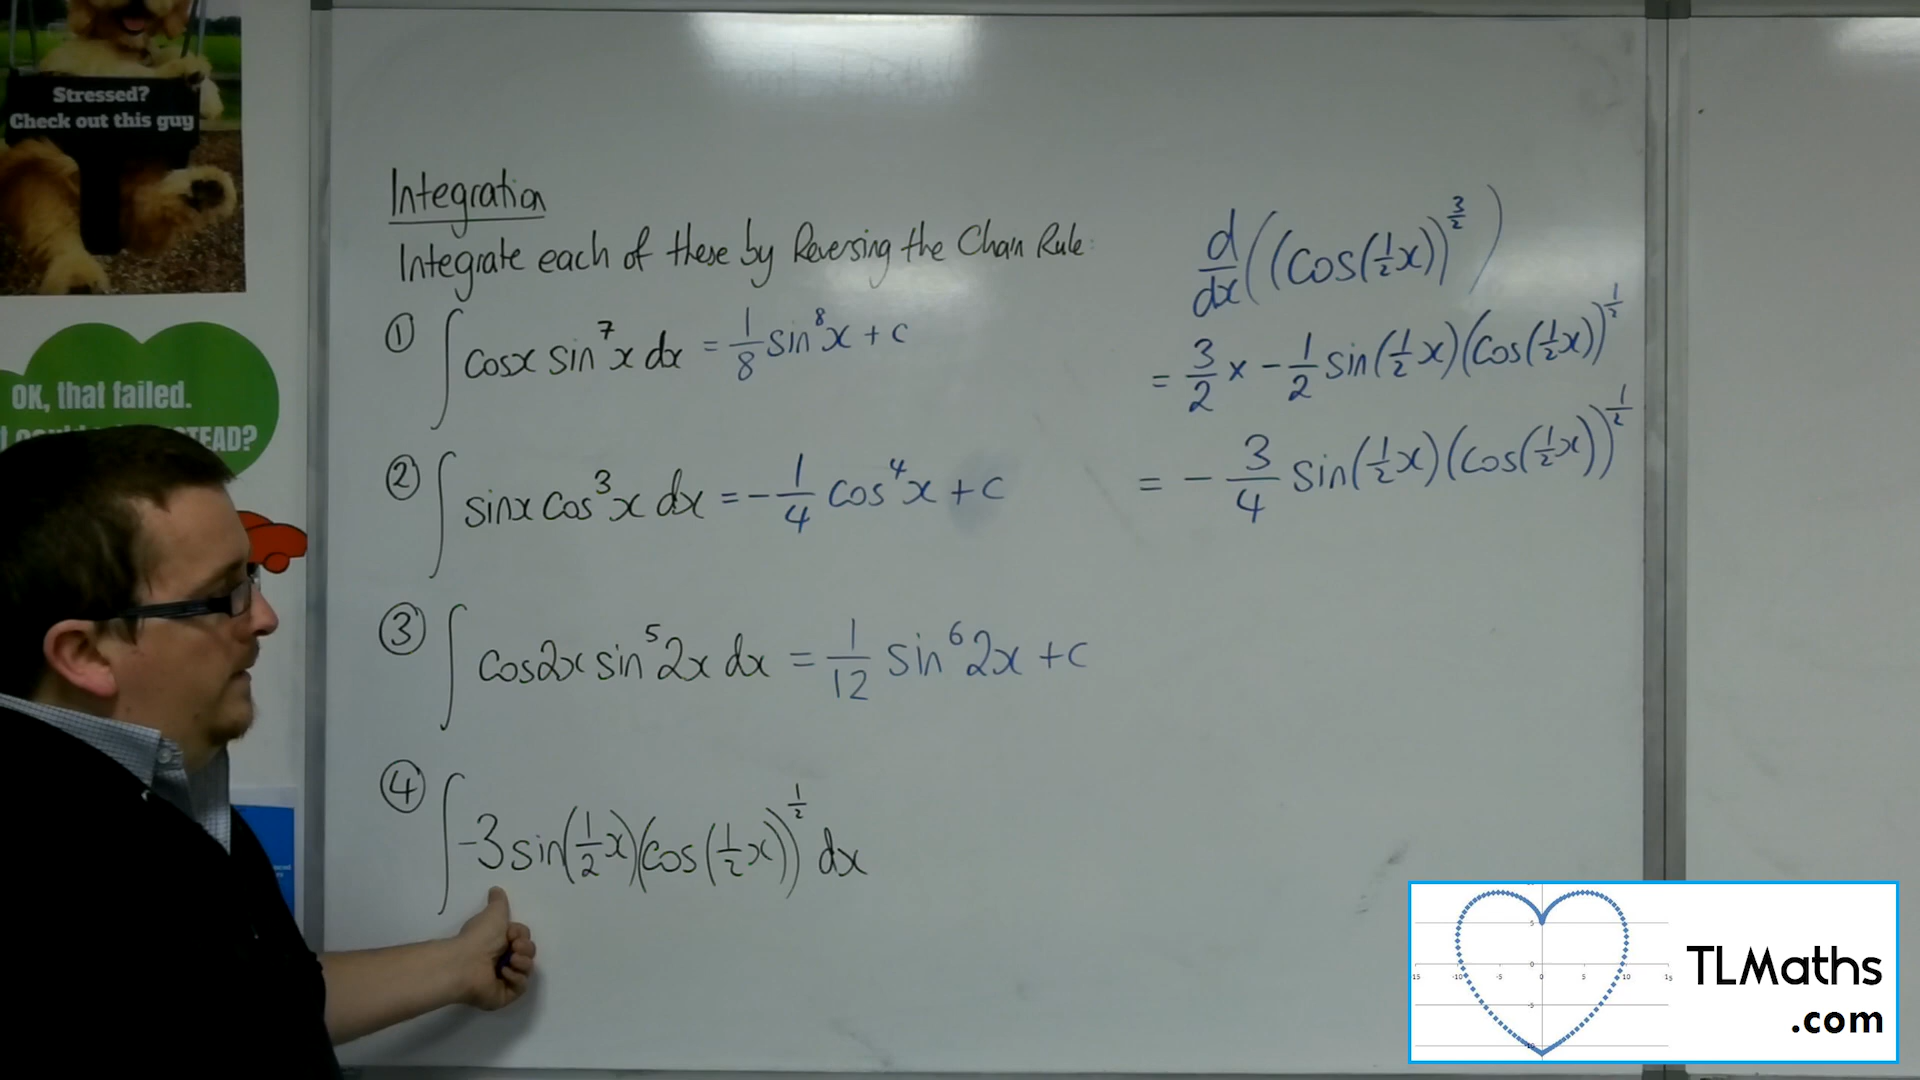 Stressed?
Check out this guy
OK, that failed.
Integration
Integrate each of these by Reversing the Chain Rule:
① ∫ cosx sin⁷x dx = 1/8 sin⁸x + c
② ∫ sinx cos³x dx = -1/4 cos⁴x + c
③ ∫ cos2x sin⁵2x dx = 1/12 sin⁶2x + c
④ ∫ -3sin(1/2 x)(cos(1/2 x))^(1/2) dx
d/dx((cos(1/2 x))^(3/2))
= 3/2 × -1/2 sin(1/2 x)(cos(1/2 x))^(1/2)
= -3/4 sin(1/2 x)(cos(1/2 x))^(1/2)
TLMaths
.com